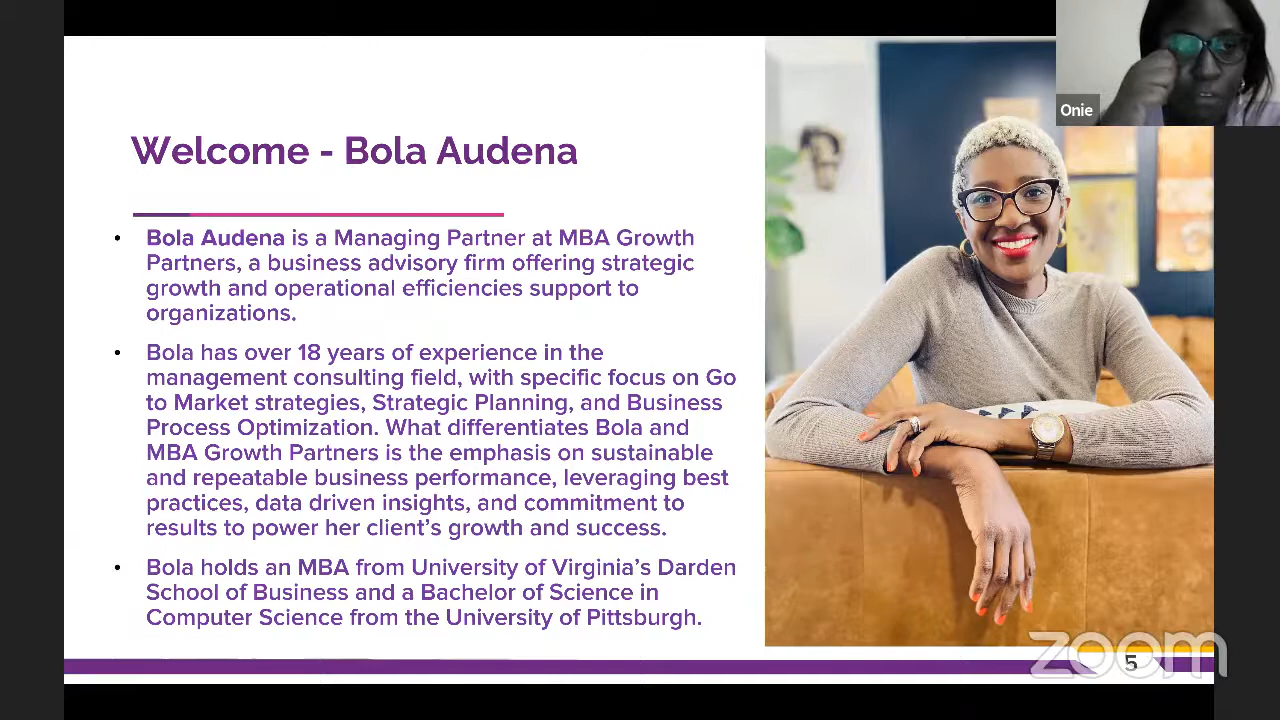 Onie
Welcome - Bola Audena
• Bola Audena is a Managing Partner at MBA Growth
Partners, a business advisory firm offering strategic
growth and operational efficiencies support to
organizations.
• Bola has over 18 years of experience in the
management consulting field, with specific focus on Go
to Market strategies, Strategic Planning, and Business
Process Optimization. What differentiates Bola and
MBA Growth Partners is the emphasis on sustainable
and repeatable business performance, leveraging best
practices, data driven insights, and commitment to
results to power her client's growth and success.
• Bola holds an MBA from University of Virginia's Darden
School of Business and a Bachelor of Science in
Computer Science from the University of Pittsburgh.
zoom
5